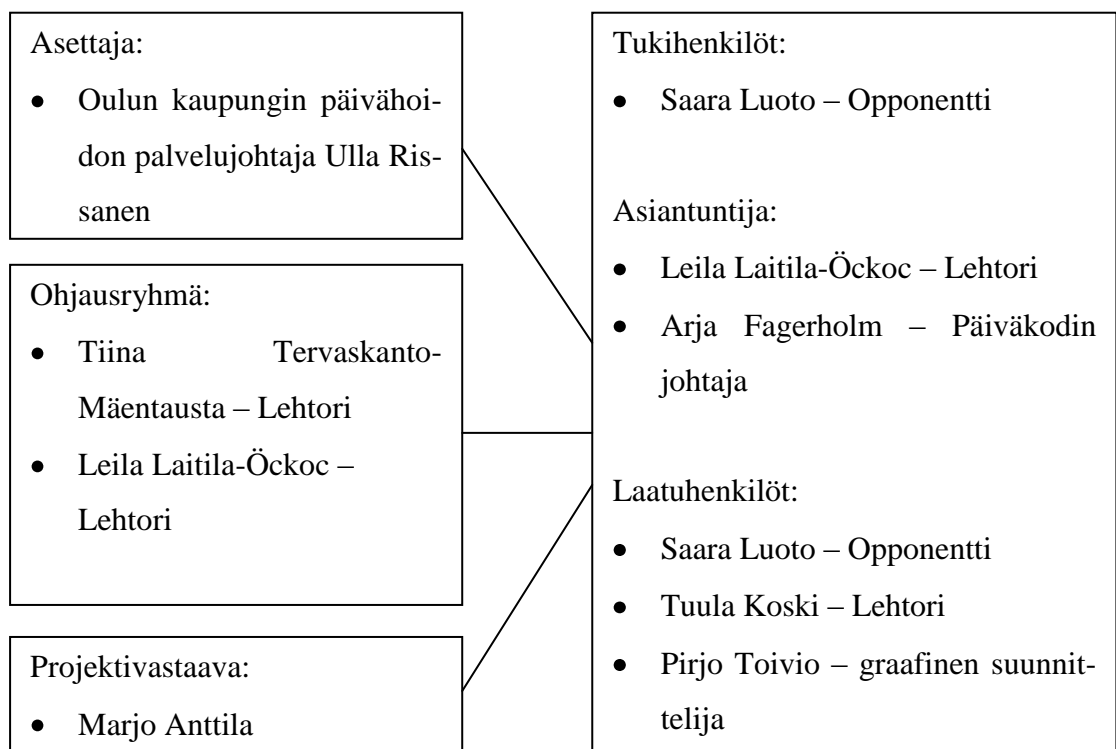 Asettaja:
• Oulun kaupungin päivähoi-
don palvelujohtaja Ulla Ris-
sanen
Ohjausryhmä:
• Tiina Tervaskanto-
Mäentausta – Lehtori
• Leila Laitila-Öckoc –
Lehtori
Projektivastaava:
• Marjo Anttila
Tukihenkilöt:
• Saara Luoto – Opponentti
Asiantuntija:
• Leila Laitila-Öckoc – Lehtori
• Arja Fagerholm – Päiväkodin
johtaja
Laatuhenkilöt:
• Saara Luoto – Opponentti
• Tuula Koski – Lehtori
• Pirjo Toivio – graafinen suunnit-
telija